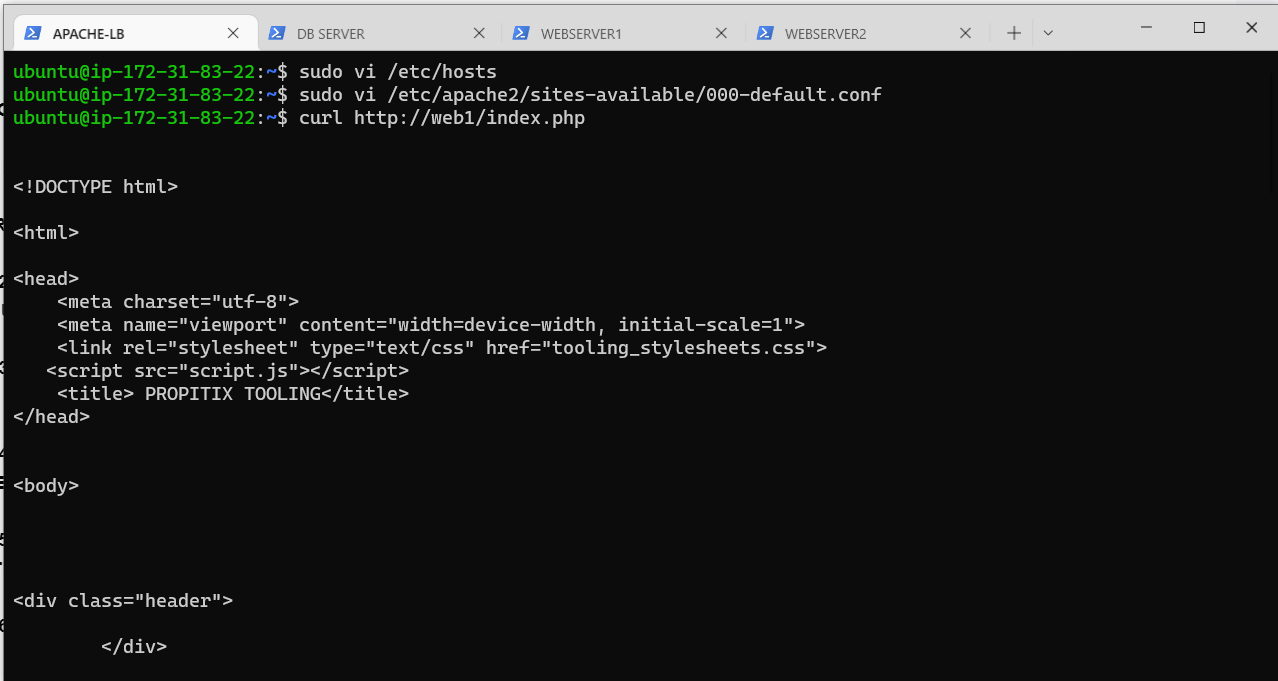 APACHE-LB DB SERVER WEBSERVER1 WEBSERVER2
ubuntu@ip-172-31-83-22:~$ sudo vi /etc/hosts
ubuntu@ip-172-31-83-22:~$ sudo vi /etc/apache2/sites-available/000-default.conf
ubuntu@ip-172-31-83-22:~$ curl http://web1/index.php
<!DOCTYPE html>
<html>
<head>
    <meta charset="utf-8">
    <meta name="viewport" content="width=device-width, initial-scale=1">
    <link rel="stylesheet" type="text/css" href="tooling_stylesheets.css">
   <script src="script.js"></script>
    <title> PROPITIX TOOLING</title>
</head>
<body>
<div class="header">
        </div>